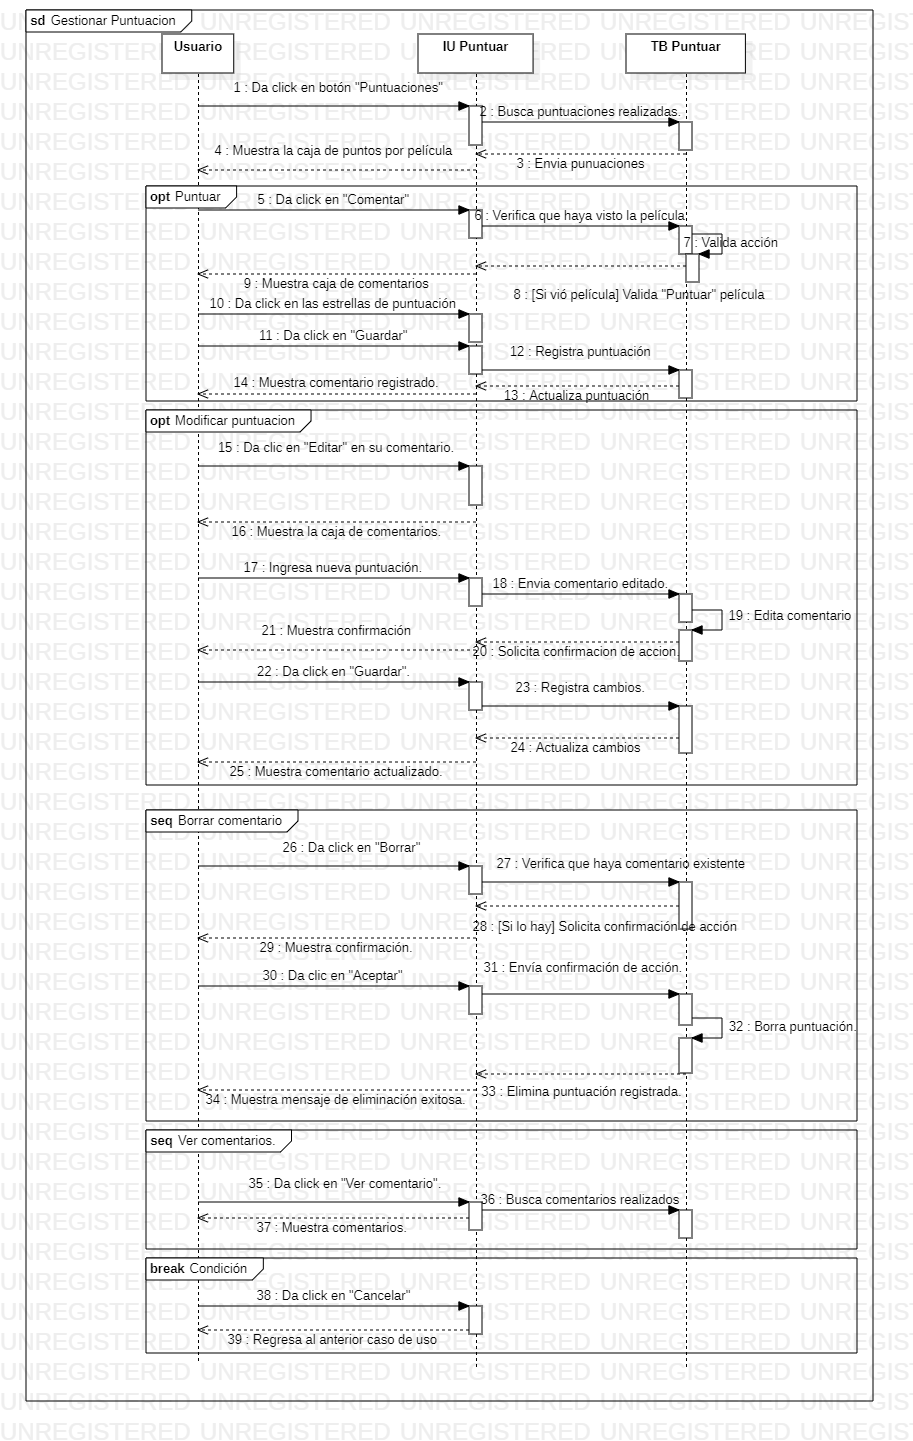 sd Gestionar Puntuacion
Usuario
IU Puntuar
TB Puntuar
1 : Da click en botón "Puntuaciones"
2 : Busca puntuaciones realizadas.
4 : Muestra la caja de puntos por película
3 : Envia punuaciones
opt Puntuar
5 : Da click en "Comentar"
6 : Verifica que haya visto la película
7 : Valida acción
9 : Muestra caja de comentarios
8 : [Si vió película] Valida "Puntuar" película
10 : Da click en las estrellas de puntuación
11 : Da click en "Guardar"
12 : Registra puntuación
14 : Muestra comentario registrado.
13 : Actualiza puntuación
opt Modificar puntuacion
15 : Da clic en "Editar" en su comentario.
16 : Muestra la caja de comentarios.
17 : Ingresa nueva puntuación.
18 : Envia comentario editado.
19 : Edita comentario
21 : Muestra confirmación
20 : Solicita confirmacion de accion.
22 : Da click en "Guardar".
23 : Registra cambios.
24 : Actualiza cambios
25 : Muestra comentario actualizado.
seq Borrar comentario
26 : Da click en "Borrar"
27 : Verifica que haya comentario existente
28 : [Si lo hay] Solicita confirmación de acción
29 : Muestra confirmación.
30 : Da clic en "Aceptar"
31 : Envía confirmación de acción.
32 : Borra puntuación.
33 : Elimina puntuación registrada.
34 : Muestra mensaje de eliminación exitosa.
seq Ver comentarios.
35 : Da click en "Ver comentario".
36 : Busca comentarios realizados
37 : Muestra comentarios.
break Condición
38 : Da click en "Cancelar"
39 : Regresa al anterior caso de uso